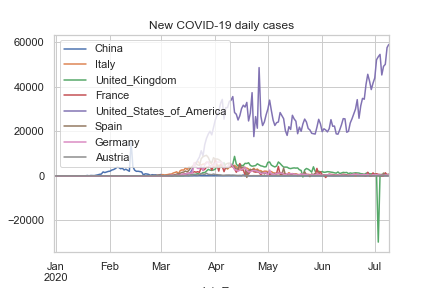 New COVID-19 daily cases
60000
40000
20000
0
−20000
China
Italy
United_Kingdom
France
United_States_of_America
Spain
Germany
Austria
Jan
2020
Feb
Mar
Apr
May
Jun
Jul